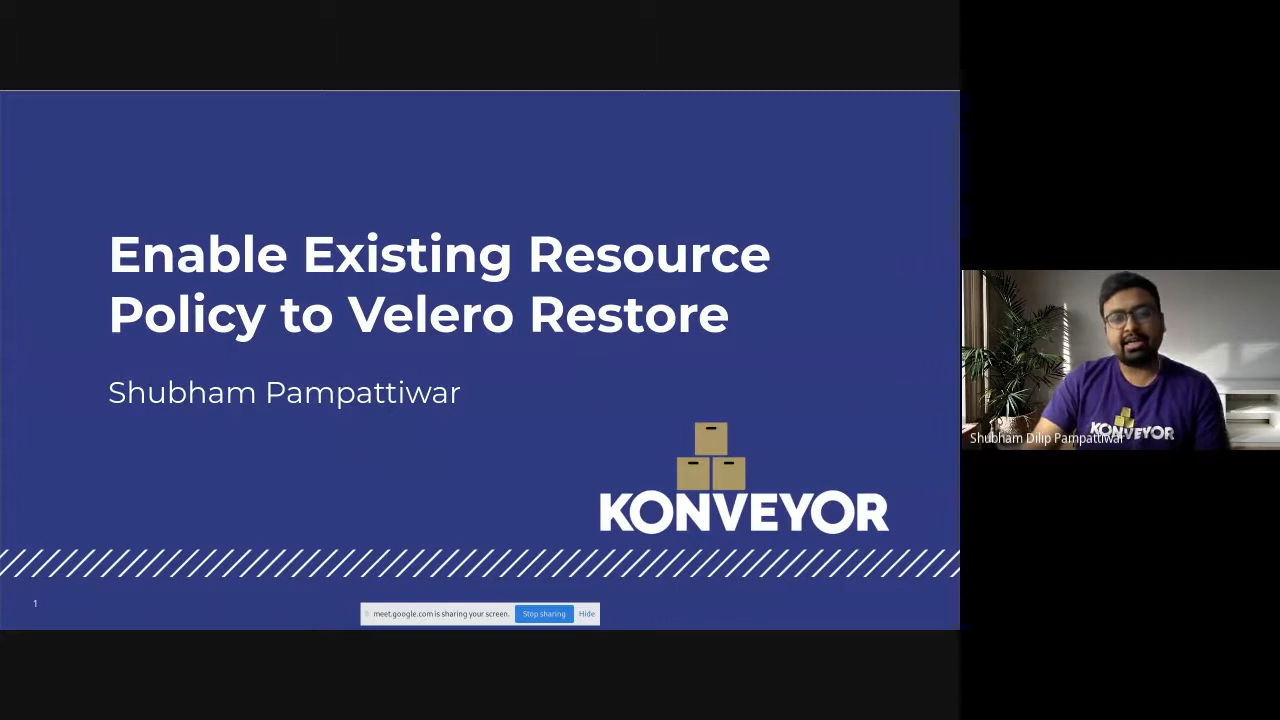 Enable Existing Resource
Policy to Velero Restore
Shubham Pampattiwar
KONVEYOR
1
meet.google.com is sharing your screen. Stop sharing Hide
KONVEYOR
Shubham Dilip Pampattiwar